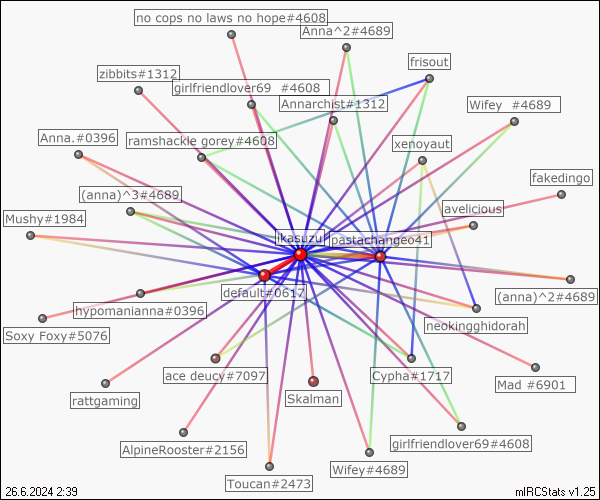 no cops no laws no hope#4608
Anna^2#4689
frisout
zibbits#1312
girlfriendlover69 #4608
Annarchist#1312
Wifey #4689
Anna.#0396
ramshackle gorey#4608
xenoyaut
fakedingo
(anna)^3#4689
avelicious
Mushy#1984
ikasuzu
pastachange041
default#0617
(anna)^2#4689
hypomanianna#0396
neokingghidorah
Soxy Foxy#5076
ace deucy#7097
Cypha#1717
Mad #6901
rattgaming
Skalman
AlpineRooster#2156
girlfriendlover69#4608
Wifey#4689
Toucan#2473
26.6.2024 2:39
mIRCStats v1.25